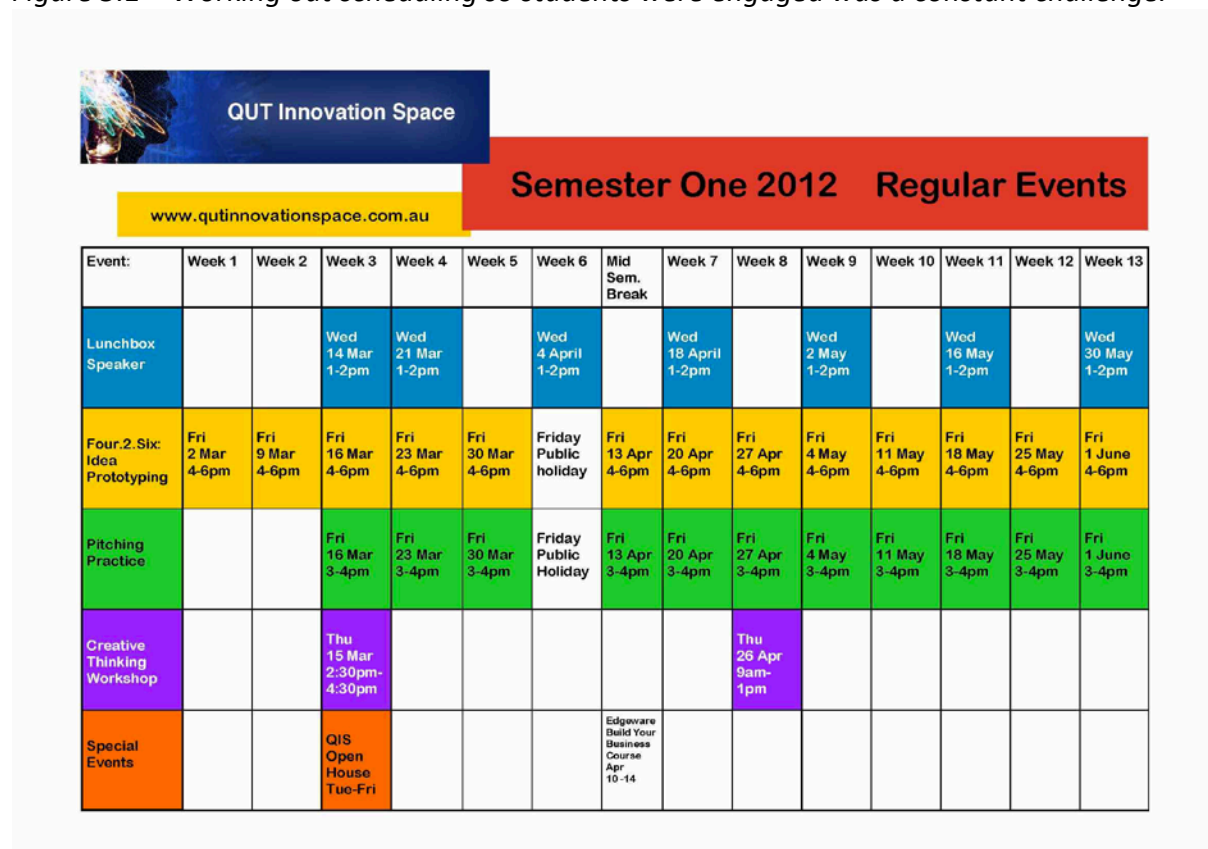 QUT Innovation Space
Semester One 2012 Regular Events
www.qutinnovationspace.com.au
Event: Week 1 Week 2 Week 3 Week 4 Week 5 Week 6 Mid Sem. Break Week 7 Week 8 Week 9 Week 10 Week 11 Week 12 Week 13
Lunchbox Speaker
Wed 14 Mar 1-2pm
Wed 21 Mar 1-2pm
Wed 4 April 1-2pm
Wed 18 April 1-2pm
Wed 2 May 1-2pm
Wed 16 May 1-2pm
Wed 30 May 1-2pm
Four.2.Six: Idea Prototyping
Fri 2 Mar 4-6pm
Fri 9 Mar 4-6pm
Fri 16 Mar 4-6pm
Fri 23 Mar 4-6pm
Fri 30 Mar 4-6pm
Friday Public holiday
Fri 13 Apr 4-6pm
Fri 20 Apr 4-6pm
Fri 27 Apr 4-6pm
Fri 4 May 4-6pm
Fri 11 May 4-6pm
Fri 18 May 4-6pm
Fri 25 May 4-6pm
Fri 1 June 4-6pm
Pitching Practice
Fri 16 Mar 3-4pm
Fri 23 Mar 3-4pm
Fri 30 Mar 3-4pm
Friday Public Holiday
Fri 13 Apr 3-4pm
Fri 20 Apr 3-4pm
Fri 27 Apr 3-4pm
Fri 4 May 3-4pm
Fri 11 May 3-4pm
Fri 18 May 3-4pm
Fri 25 May 3-4pm
Fri 1 June 3-4pm
Creative Thinking Workshop
Thu 15 Mar 2:30pm-4:30pm
Thu 26 Apr 9am-1pm
Special Events
QIS Open House Tue-Fri
Edgeware Build Your Business Course Apr 10-14